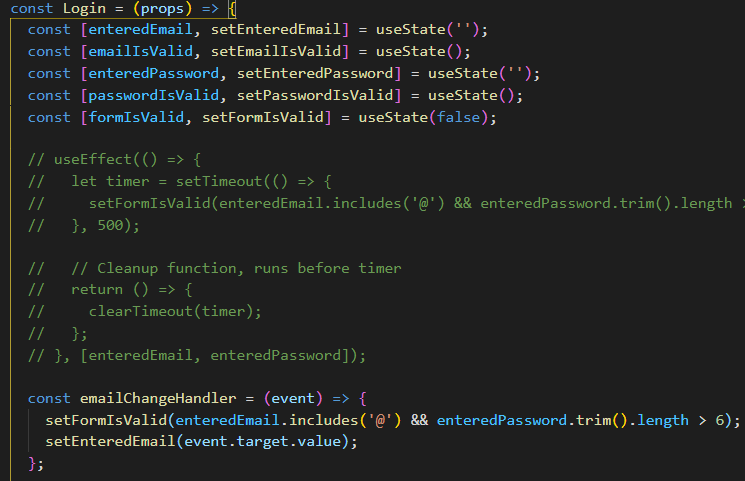 const Login = (props) => {
const [enteredEmail, setEnteredEmail] = useState('');
const [emailIsValid, setEmailIsValid] = useState();
const [enteredPassword, setEnteredPassword] = useState('');
const [passwordIsValid, setPasswordIsValid] = useState();
const [formIsValid, setFormIsValid] = useState(false);
// useEffect(() => {
// let timer = setTimeout(() => {
// setFormIsValid(enteredEmail.includes('@') && enteredPassword.trim().length >
// }, 500);
// // Cleanup function, runs before timer
// return () => {
// clearTimeout(timer);
// };
// }, [enteredEmail, enteredPassword]);
const emailChangeHandler = (event) => {
setFormIsValid(enteredEmail.includes('@') && enteredPassword.trim().length > 6);
setEnteredEmail(event.target.value);
};